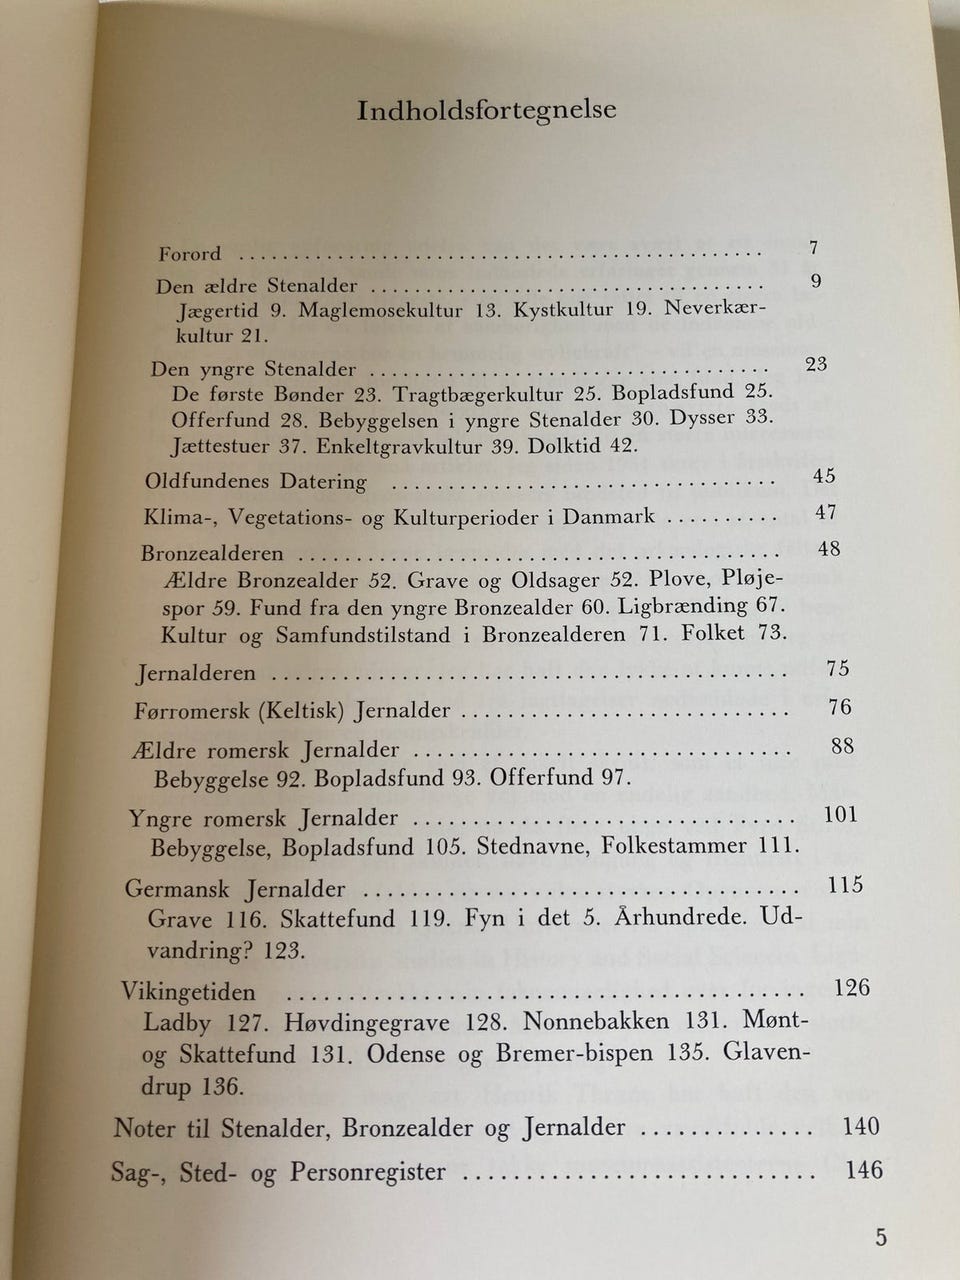 Indholdsfortegnelse
Forord ................................................ 7
Den ældre Stenalder .................................... 9
Jægertid 9. Maglemosekultur 13. Kystkultur 19. Neverkær-
kultur 21.
Den yngre Stenalder .................................... 23
De første Bønder 23. Tragtbægerkultur 25. Bopladsfund 25.
Offerfund 28. Bebyggelsen i yngre Stenalder 30. Dysser 33.
Jættestuer 37. Enkeltgravkultur 39. Dolktid 42.
Oldfundenes Datering .................................. 45
Klima-, Vegetations- og Kulturperioder i Danmark .......... 47
Bronzealderen .......................................... 48
Ældre Bronzealder 52. Grave og Oldsager 52. Plove, Pløje-
spor 59. Fund fra den yngre Bronzealder 60. Ligbrænding 67.
Kultur og Samfundstilstand i Bronzealderen 71. Folket 73.
Jernalderen ............................................. 75
Førromersk (Keltisk) Jernalder ............................. 76
Ældre romersk Jernalder ................................. 88
Bebyggelse 92. Bopladsfund 93. Offerfund 97.
Yngre romersk Jernalder ................................. 101
Bebyggelse, Bopladsfund 105. Stednavne, Folkestammer 111.
Germansk Jernalder ...................................... 115
Grave 116. Skattefund 119. Fyn i det 5. Århundrede. Ud-
vandring? 123.
Vikingetiden ............................................. 126
Ladby 127. Høvdingegrave 128. Nonnebakken 131. Mønt-
og Skattefund 131. Odense og Bremer-bispen 135. Glaven-
drup 136.
Noter til Stenalder, Bronzealder og Jernalder ............... 140
Sag-, Sted- og Personregister ............................. 146
5